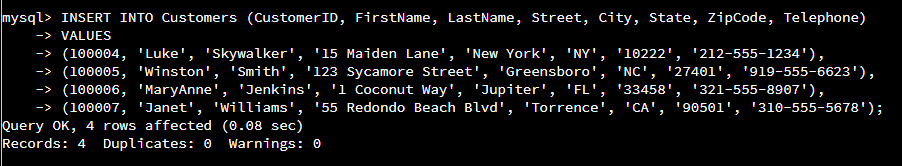 mysql> INSERT INTO Customers (CustomerID, FirstName, LastName, Street, City, State, ZipCode, Telephone)
    -> VALUES
    -> (100004, 'Luke', 'Skywalker', '15 Maiden Lane', 'New York', 'NY', '10222', '212-555-1234'),
    -> (100005, 'Winston', 'Smith', '123 Sycamore Street', 'Greensboro', 'NC', '27401', '919-555-6623'),
    -> (100006, 'MaryAnne', 'Jenkins', '1 Coconut Way', 'Jupiter', 'FL', '33458', '321-555-8907'),
    -> (100007, 'Janet', 'Williams', '55 Redondo Beach Blvd', 'Torrence', 'CA', '90501', '310-555-5678');
Query OK, 4 rows affected (0.08 sec)
Records: 4  Duplicates: 0  Warnings: 0